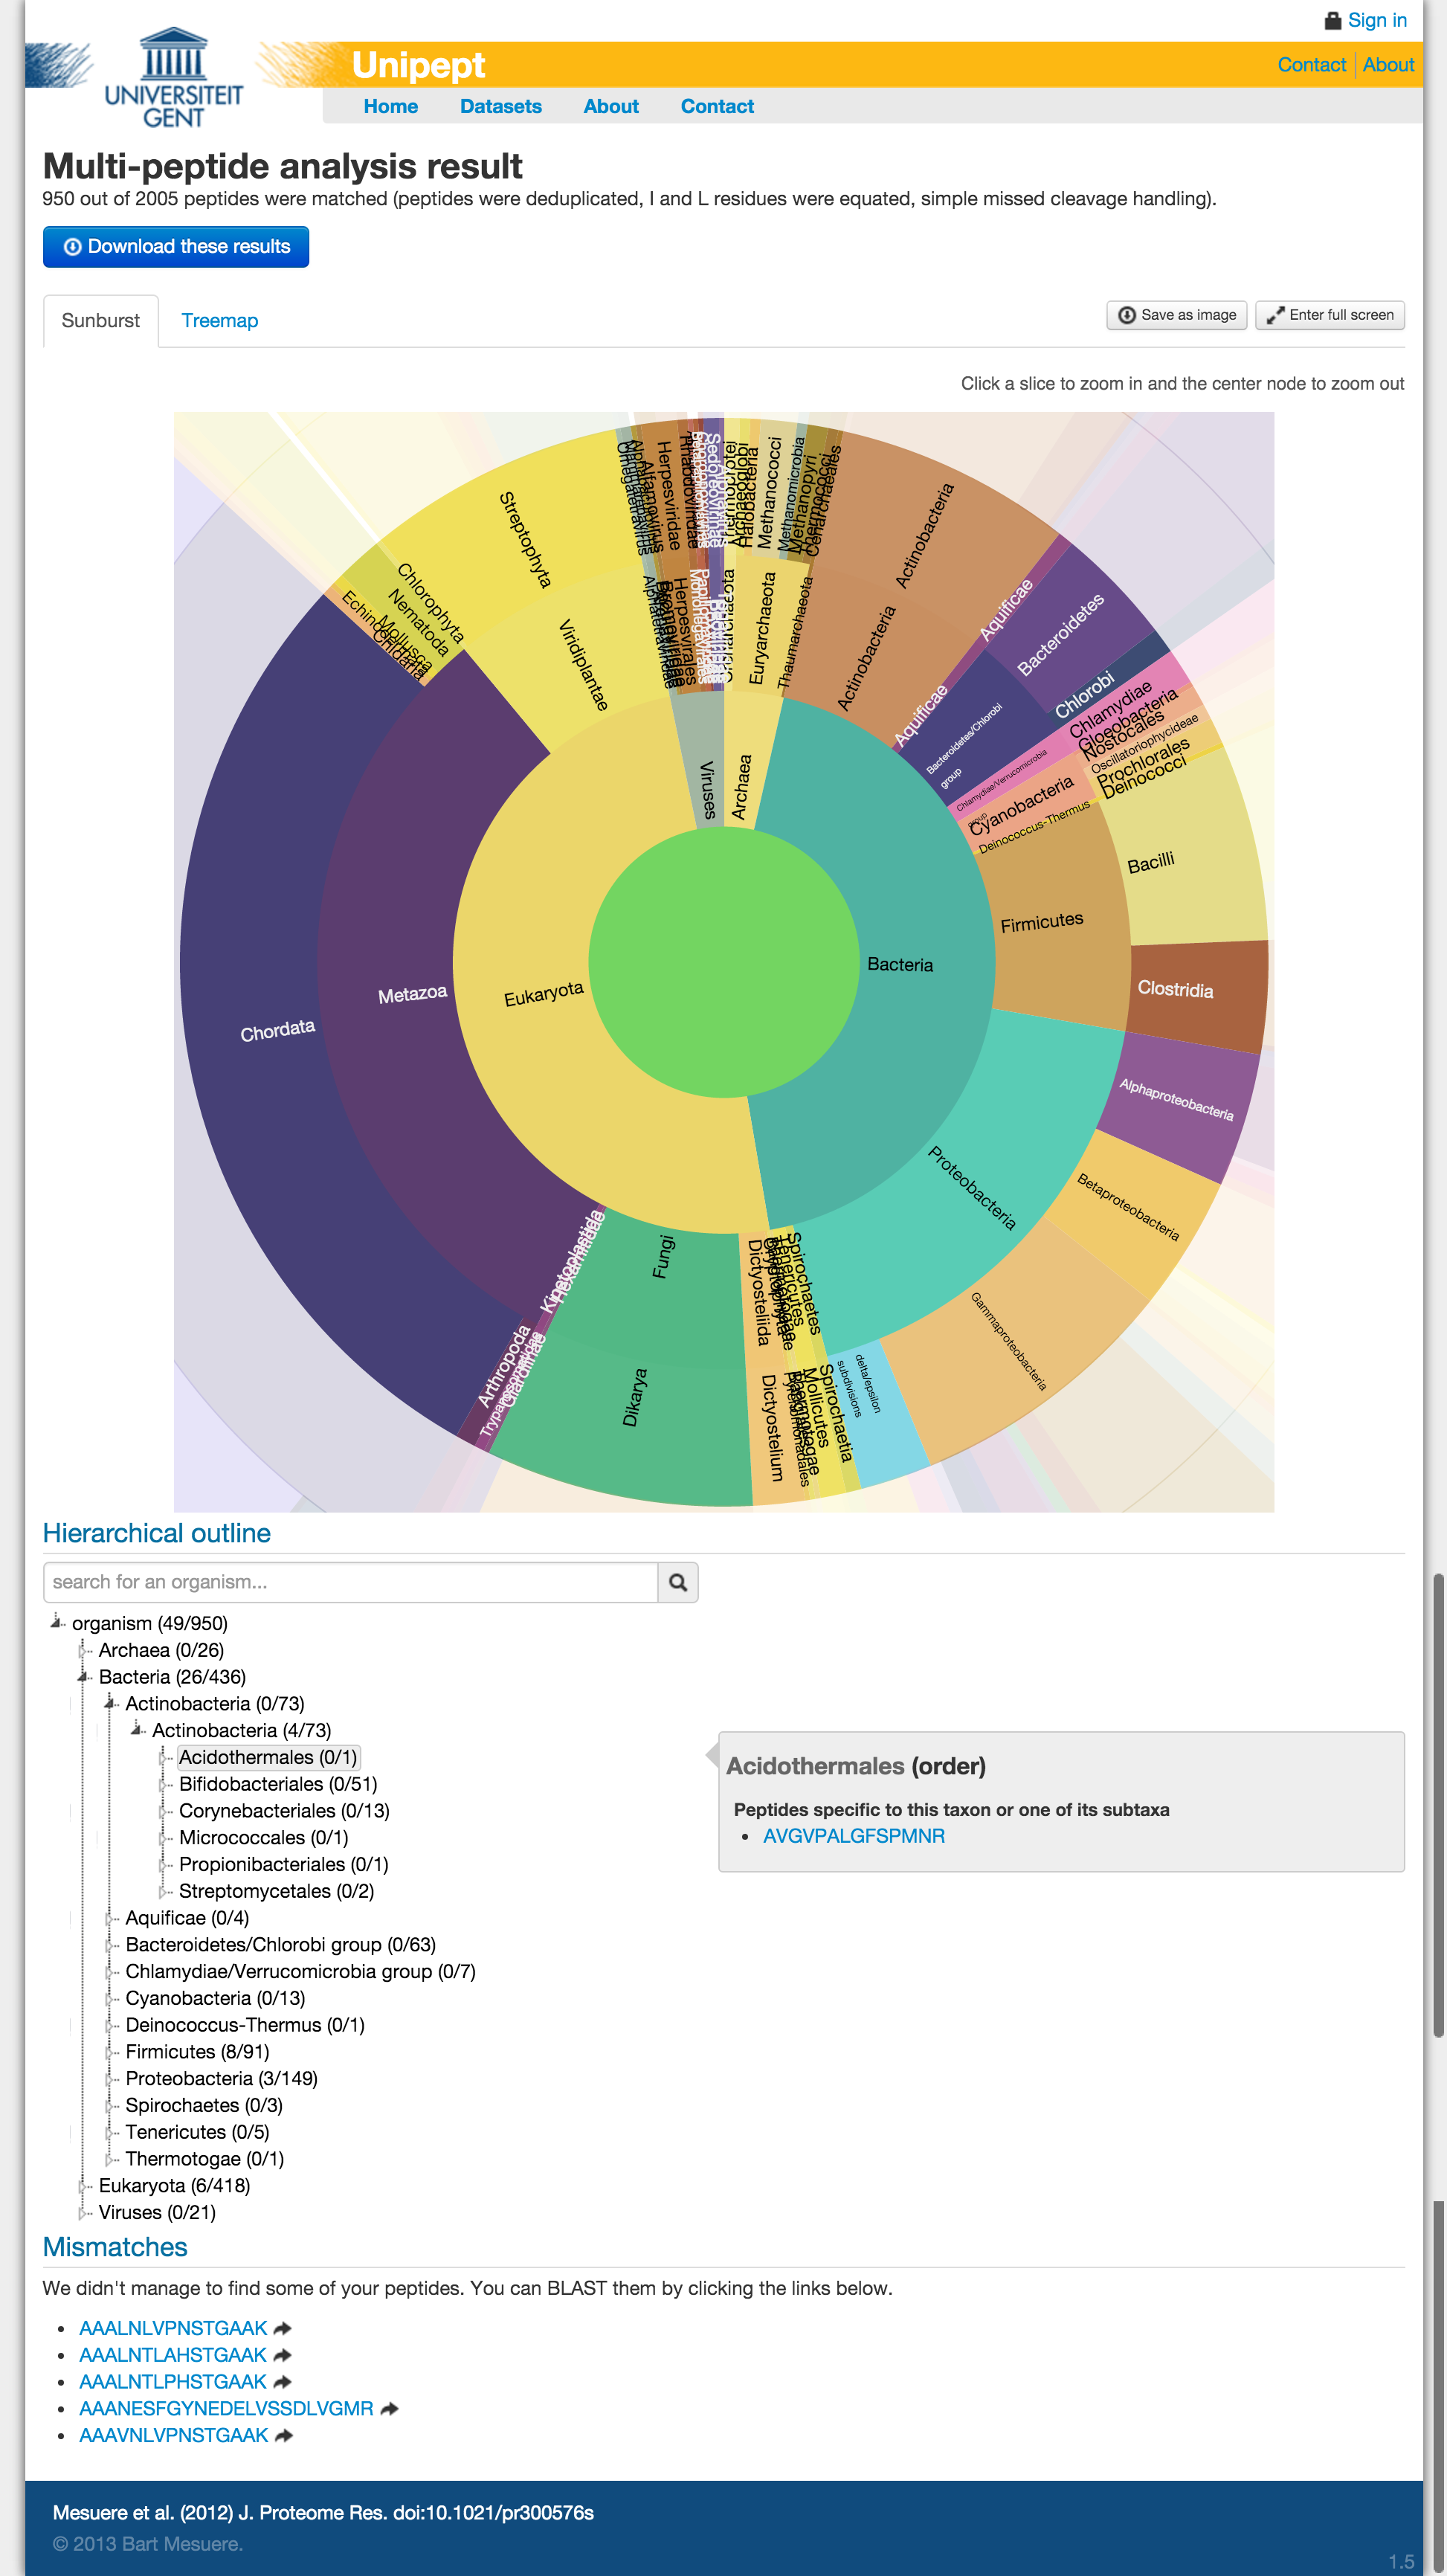 Sign in
UNIVERSITEIT
GENT
Unipept
Contact
About
Home
Datasets
About
Contact
Multi-peptide analysis result
950 out of 2005 peptides were matched (peptides were deduplicated, I and L residues were equated, simple missed cleavage handling).
Download these results
Sunburst
Treemap
Save as image
Enter full screen
Click a slice to zoom in and the center node to zoom out
Eukaryota
Viruses
Archaea
Bacteria
Metazoa
Viridiplantae
Euryarchaeota
Thaumarchaeota
Actinobacteria
Aquificae
Bacteroidetes/Chlorobi
group
Chlamydiae/Verrucomicrobia
group
Cyanobacteria
Deinococcus-Thermus
Firmicutes
Proteobacteria
Spirochaetes
Tenericutes
Dictyosteliida
Fungi
Kinetoplastida
Herpesvirales
Chordata
Echinodermata
Mollusca
Cnidaria
Nematoda
Chlorophyta
Streptophyta
Alfamovirus
Herpesviridae
Rhabdoviridae
Archaeoglobi
Halobacteria
Methanococci
Methanomicrobia
Methanopyri
Thermococci
Cenarchaeales
Actinobacteria
Aquificae
Bacteroidetes
Chlorobi
Chlamydiae
Gloeobacteria
Nostocales
Oscillatoriophycideae
Prochlorales
Deinococci
Bacilli
Clostridia
Alphaproteobacteria
Betaproteobacteria
Gammaproteobacteria
delta/epsilon
subdivisions
Spirochaetia
Mollicutes
Dictyostelium
Dikarya
Giardiinae
Arthropoda
Hierarchical outline
search for an organism...
organism (49/950)
Archaea (0/26)
Bacteria (26/436)
Actinobacteria (0/73)
Actinobacteria (4/73)
Acidothermales (0/1)
Bifidobacteriales (0/51)
Corynebacteriales (0/13)
Micrococcales (0/1)
Propionibacteriales (0/1)
Streptomycetales (0/2)
Aquificae (0/4)
Bacteroidetes/Chlorobi group (0/63)
Chlamydiae/Verrucomicrobia group (0/7)
Cyanobacteria (0/13)
Deinococcus-Thermus (0/1)
Firmicutes (8/91)
Proteobacteria (3/149)
Spirochaetes (0/3)
Tenericutes (0/5)
Thermotogae (0/1)
Eukaryota (6/418)
Viruses (0/21)
Acidothermales (order)
Peptides specific to this taxon or one of its subtaxa
AVGVPALGFSPMNR
Mismatches
We didn't manage to find some of your peptides. You can BLAST them by clicking the links below.
AAALNLVPNSTGAAK
AAALNTLAHSTGAAK
AAALNTLPHSTGAAK
AAANESFGYNEDELVSSDLVGMR
AAAVNLVPNSTGAAK
Mesuere et al. (2012) J. Proteome Res. doi:10.1021/pr300576s
© 2013 Bart Mesuere.
1.5